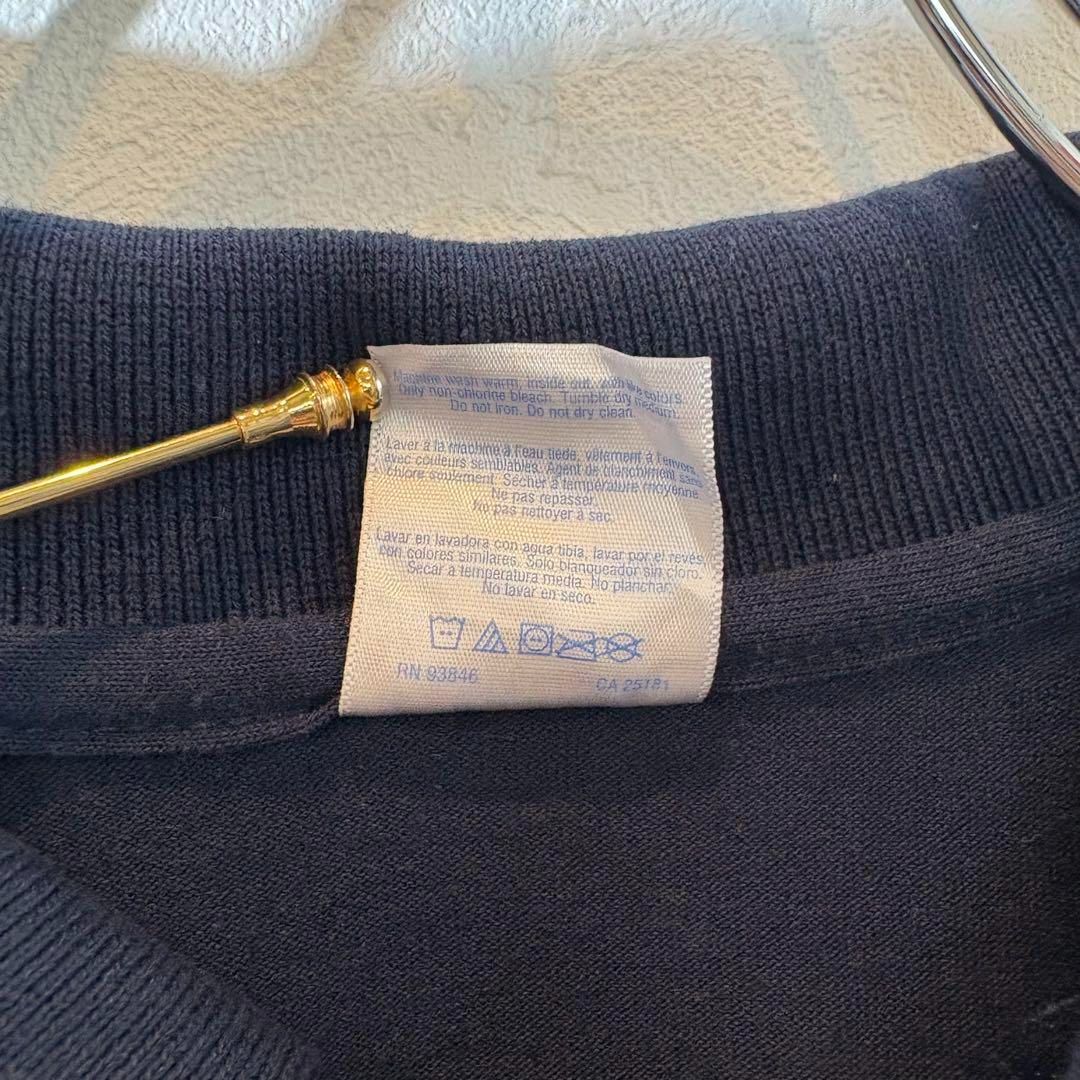 Machine wash warm, inside out, with like colors.
Only non-chlorine bleach. Tumble dry medium.
Do not iron. Do not dry clean.
Laver à la machine à l'eau tiède, vêtement à l'envers,
avec couleurs semblables. Agent de blanchiment sans
chlore seulement. Sécher à température moyenne
Ne pas repasser.
No pas nettoyer à sec.
Lavar en lavadora con agua tibia, lavar por el revés
con colores similares. Solo blanqueador sin cloro.
Secar a temperatura media. No planchar.
No lavar en seco.
RN 93846
CA 25181